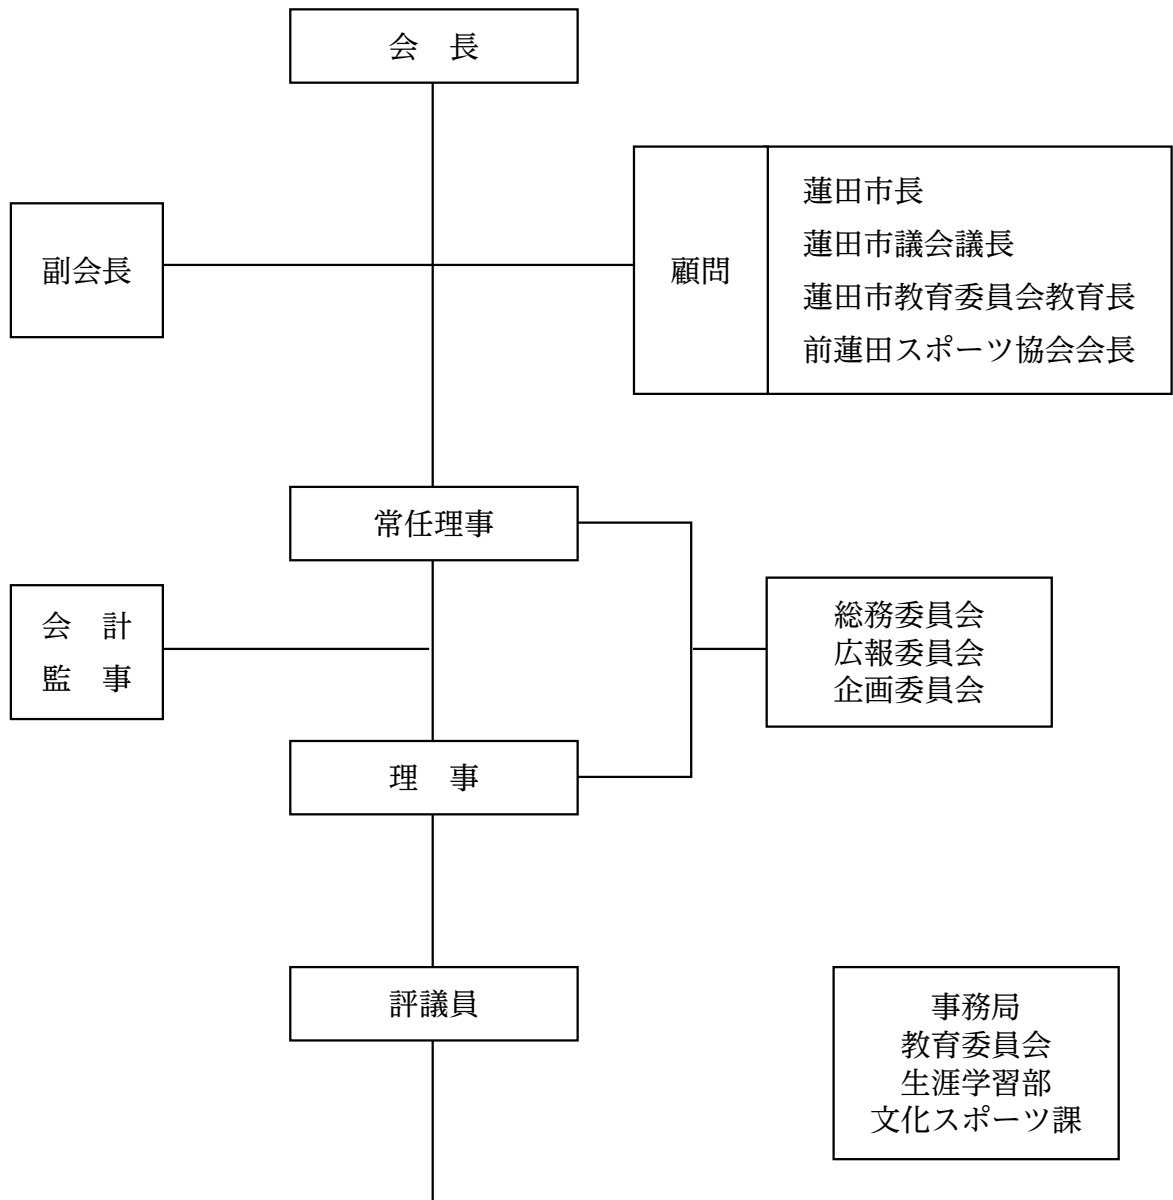 会　長
副会長
顧問
蓮田市長
蓮田市議会議長
蓮田市教育委員会教育長
前蓮田スポーツ協会会長
常任理事
会　計
監　事
総務委員会
広報委員会
企画委員会
理　事
評議員
事務局
教育委員会
生涯学習部
文化スポーツ課